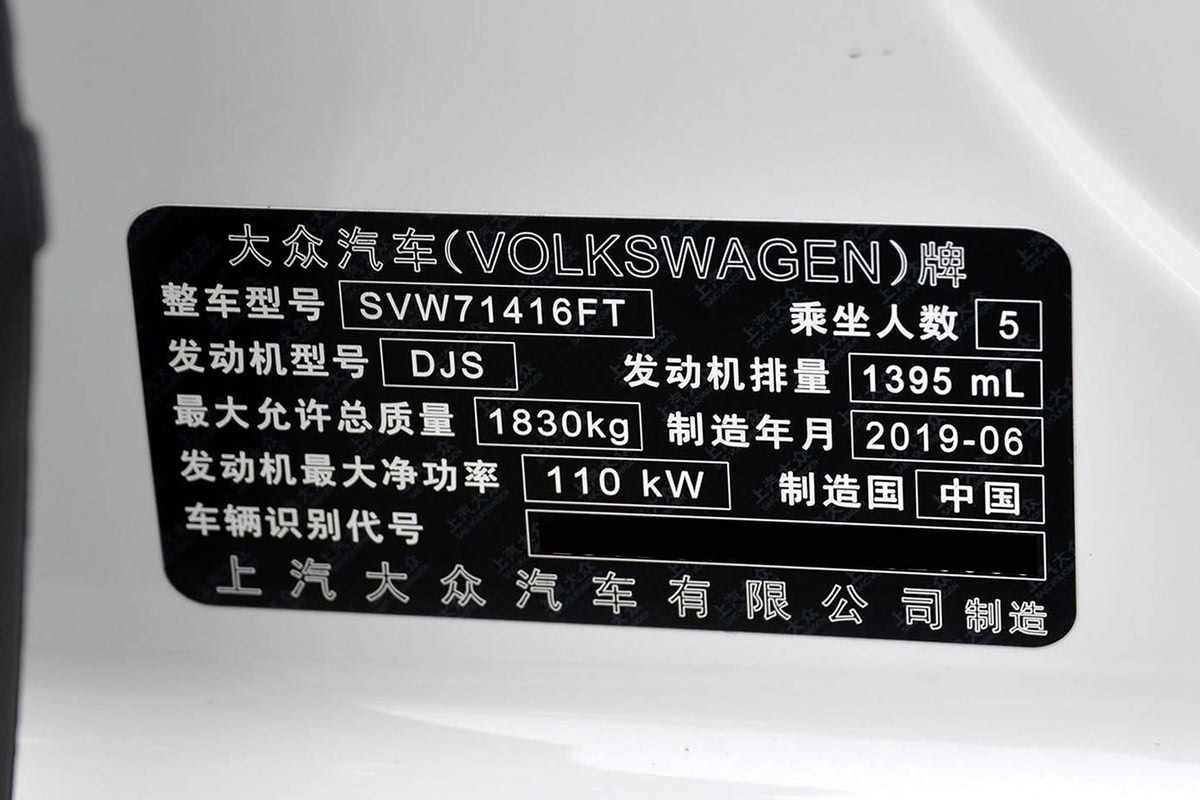 大众汽车(VOLKSWAGEN)牌
整车型号 SVW71416FT 乘坐人数 5
发动机型号 DJS 发动机排量 1395 mL
最大允许总质量 1830kg 制造年月 2019-06
发动机最大净功率 110 kW 制造国 中国
车辆识别代号
上汽大众汽车有限公司制造